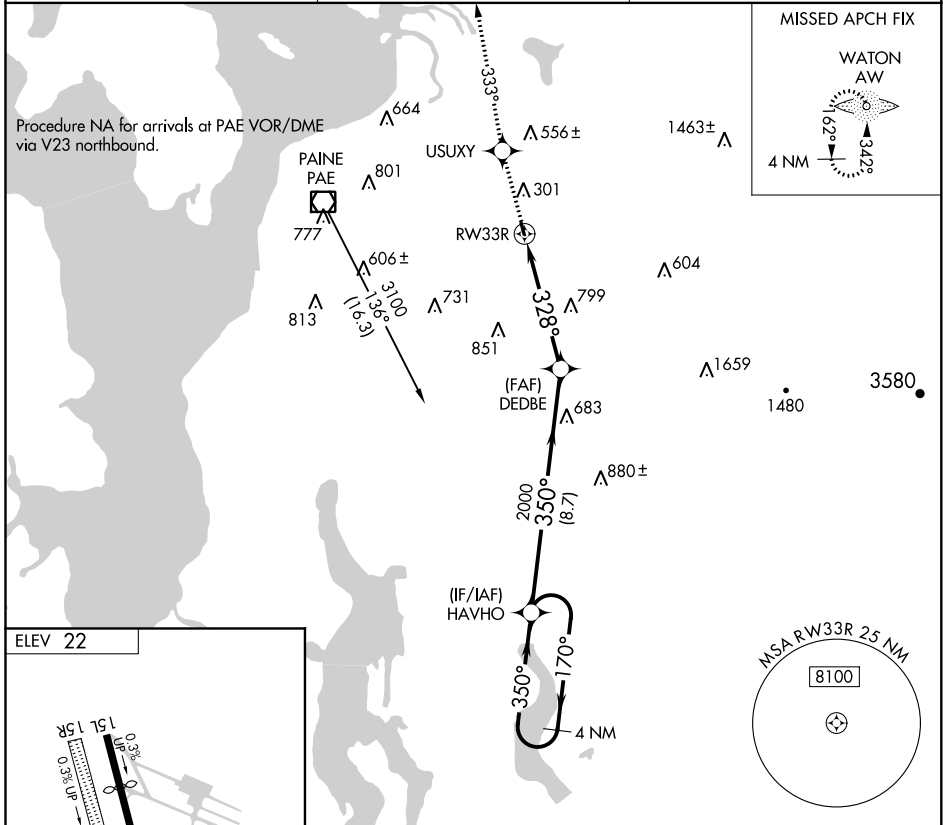 MISSED APCH FIX
WATON
AW
162°
342°
4 NM
333°
664
Procedure NA for arrivals at PAE VOR/DME
via V23 northbound.
556±
1463±
USUXY
PAINE
PAE
801
301
777
RW33R
606±
604
3100
136°
(16.3)
813
731
799
328°
851
(FAF)
DEDBE
1659
3580
1480
683
880±
2000
350°
(8.7)
(IF/IAF)
HAVHO
350°
170°
4 NM
ELEV 22
MSA RW33R 25 NM
8100
15R
15L
0.3%
UP
0.3% UP